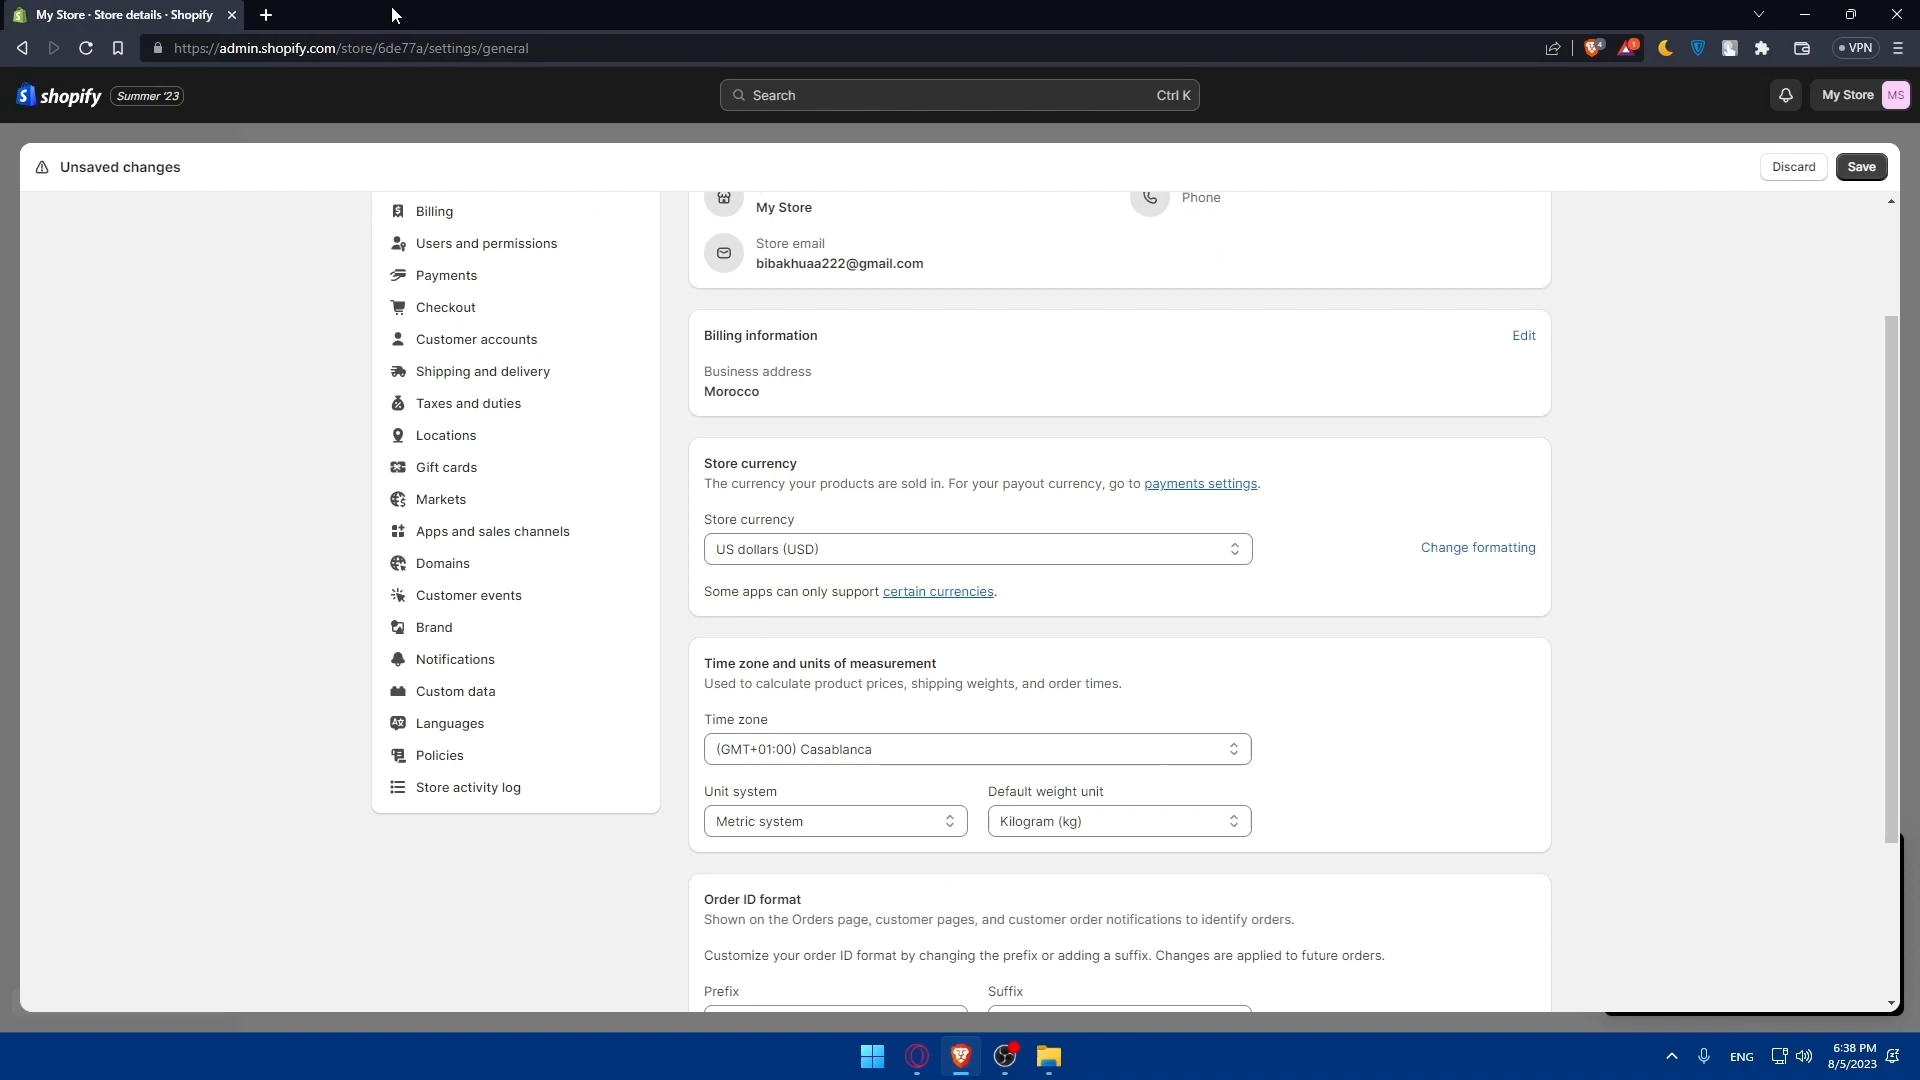 My Store · Store details · Shopify
https://admin.shopify.com/store/6de77a/settings/general
4
1
VPN
shopify
Summer '23
Search
Ctrl K
My Store
MS
Unsaved changes
Discard
Save
Billing
Users and permissions
Payments
Checkout
Customer accounts
Shipping and delivery
Taxes and duties
Locations
Gift cards
Markets
Apps and sales channels
Domains
Customer events
Brand
Notifications
Custom data
Languages
Policies
Store activity log
My Store
Phone
Store email
bibakhuaa222@gmail.com
Billing information
Edit
Business address
Morocco
Store currency
The currency your products are sold in. For your payout currency, go to payments settings.
Store currency
US dollars (USD)
Change formatting
Some apps can only support certain currencies.
Time zone and units of measurement
Used to calculate product prices, shipping weights, and order times.
Time zone
(GMT+01:00) Casablanca
Unit system
Default weight unit
Metric system
Kilogram (kg)
Order ID format
Shown on the Orders page, customer pages, and customer order notifications to identify orders.
Customize your order ID format by changing the prefix or adding a suffix. Changes are applied to future orders.
Prefix
Suffix
ENG
6:38 PM
8/5/2023